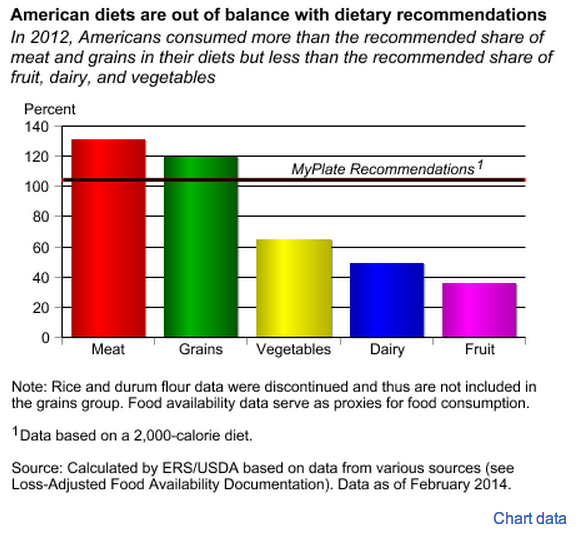 American diets are out of balance with dietary recommendations
In 2012, Americans consumed more than the recommended share of
meat and grains in their diets but less than the recommended share of
fruit, dairy, and vegetables
Percent
140
120
MyPlate Recommendations1
100
80
60
40
20
0
Meat Grains Vegetables Dairy Fruit
Note: Rice and durum flour data were discontinued and thus are not included in
the grains group. Food availability data serve as proxies for food consumption.
1Data based on a 2,000-calorie diet.
Source: Calculated by ERS/USDA based on data from various sources (see
Loss-Adjusted Food Availability Documentation). Data as of February 2014.
Chart data